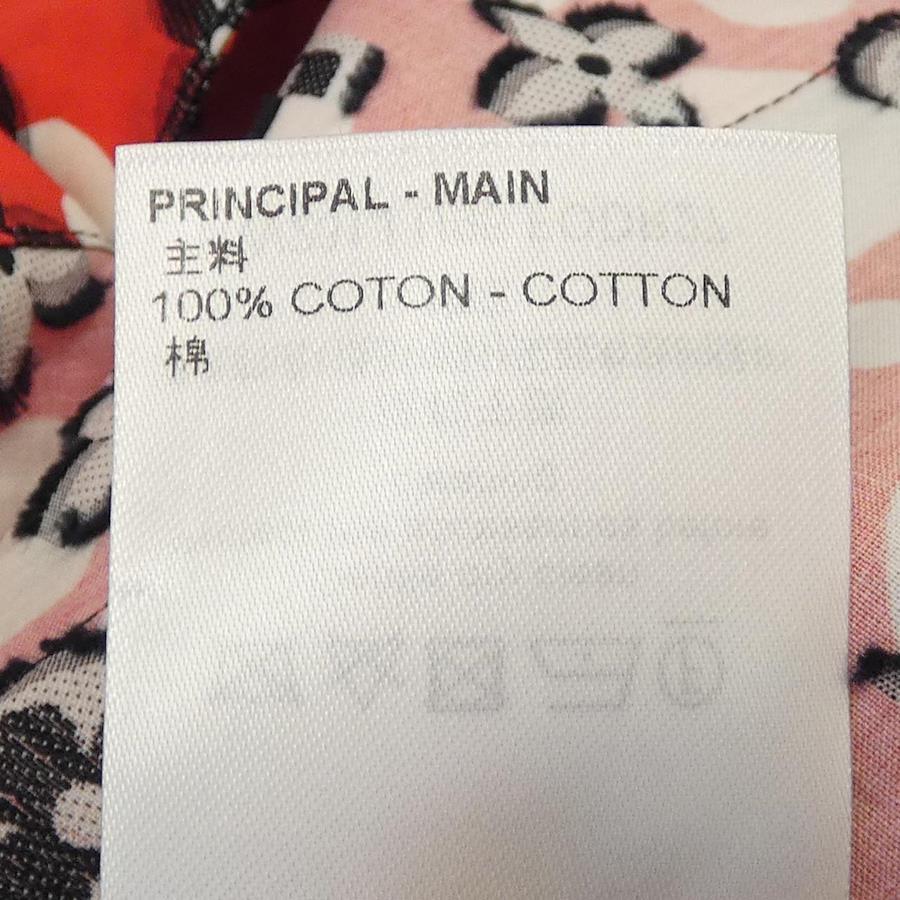 PRINCIPAL - MAIN
主料
100% COTON - COTTON
棉